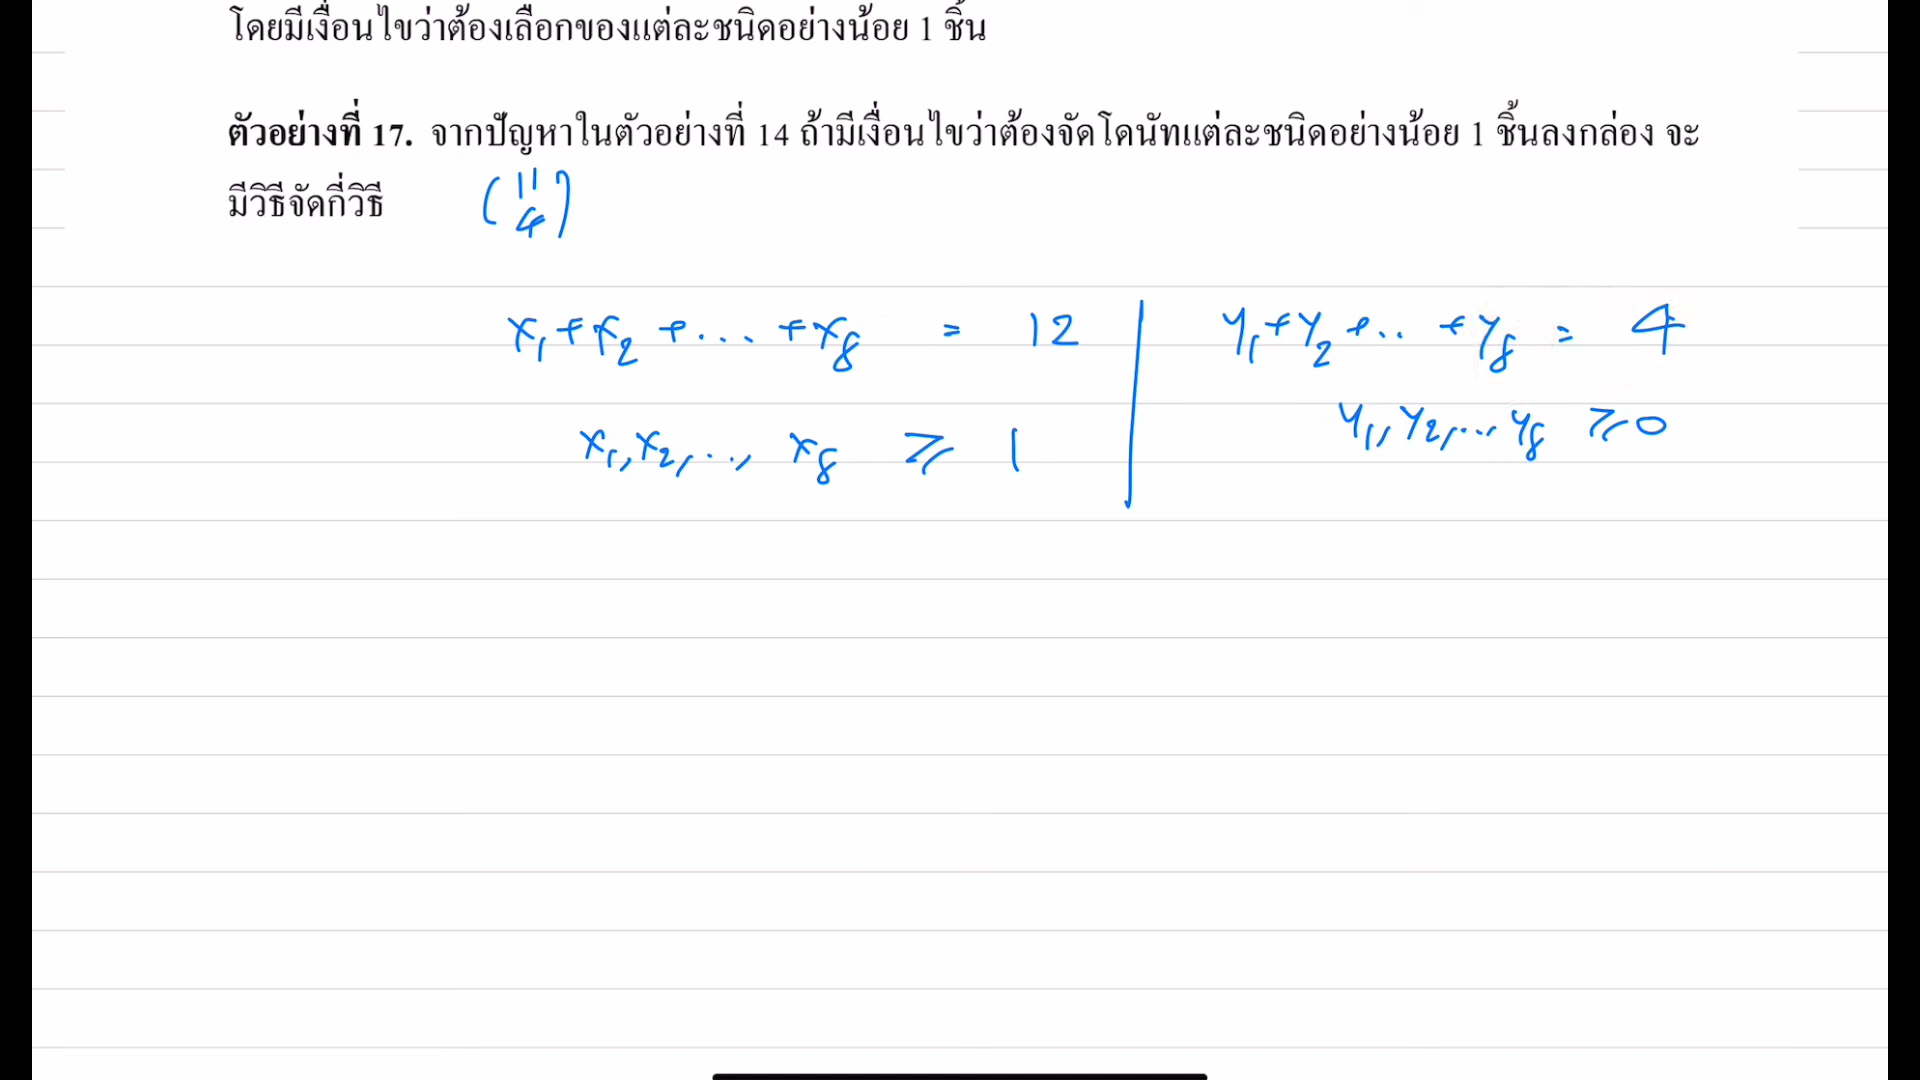 โดยมีเงื่อนไขว่าต้องเลือกของแต่ละชนิดอย่างน้อย 1 ชิ้น
ตัวอย่างที่ 17. จากปัญหาในตัวอย่างที่ 14 ถ้ามีเงื่อนไขว่าต้องจัดโดนัทแต่ละชนิดอย่างน้อย 1 ชิ้นลงกล่อง จะ
มีวิธีจัดกี่วิธี (11 4)
x₁+x₂+...+x₈ = 12 | y₁+y₂+..+y₈ = 4
x₁,x₂,..., x₈ ≥ 1 | y₁,y₂,..., y₈ ≥ 0